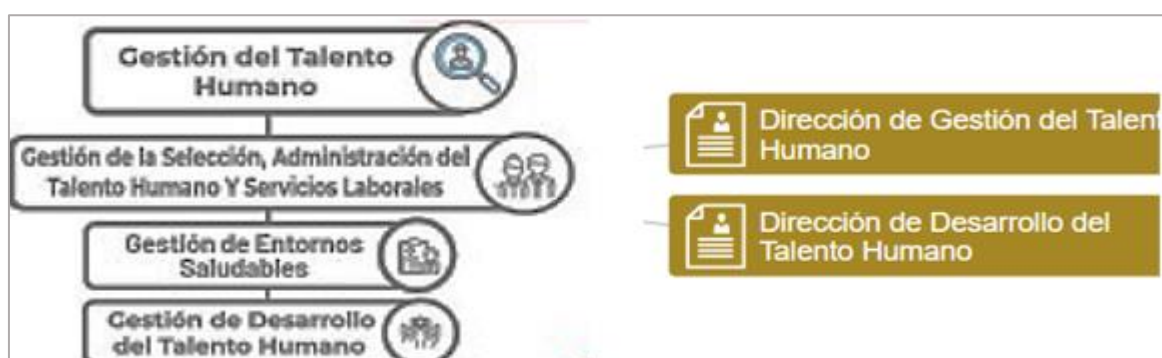 Gestión del Talento
Humano
Gestión de la Selección, Administración del
Talento Humano Y Servicios Laborales
Gestión de Entornos
Saludables
Gestión de Desarrollo
del Talento Humano
Dirección de Gestión del Talent
Humano
Dirección de Desarrollo del
Talento Humano